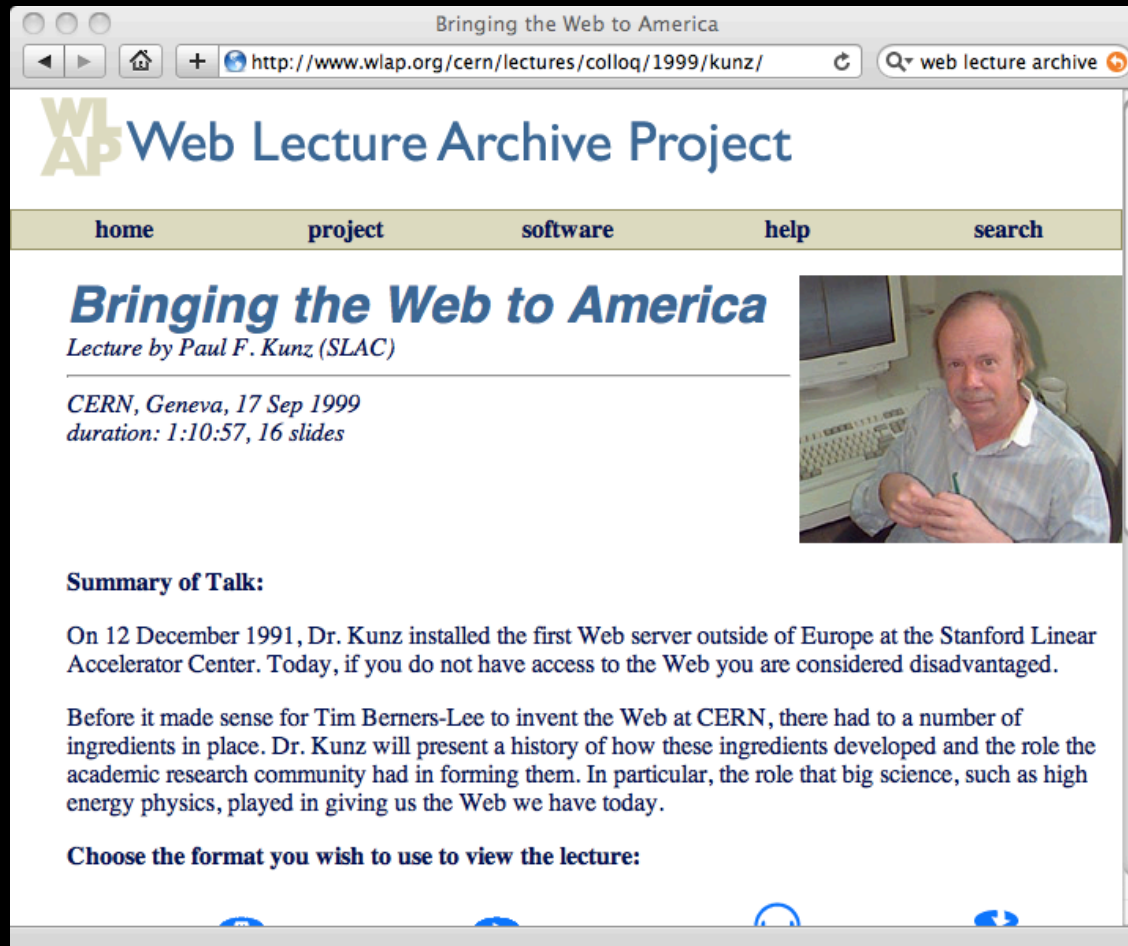 Bringing the Web to America
http://www.wlap.org/cern/lectures/colloq/1999/kunz/
web lecture archive
WL
AP
Web Lecture Archive Project
home project software help search
Bringing the Web to America
Lecture by Paul F. Kunz (SLAC)
CERN, Geneva, 17 Sep 1999
duration: 1:10:57, 16 slides
Summary of Talk:
On 12 December 1991, Dr. Kunz installed the first Web server outside of Europe at the Stanford Linear
Accelerator Center. Today, if you do not have access to the Web you are considered disadvantaged.
Before it made sense for Tim Berners-Lee to invent the Web at CERN, there had to a number of
ingredients in place. Dr. Kunz will present a history of how these ingredients developed and the role the
academic research community had in forming them. In particular, the role that big science, such as high
energy physics, played in giving us the Web we have today.
Choose the format you wish to use to view the lecture: